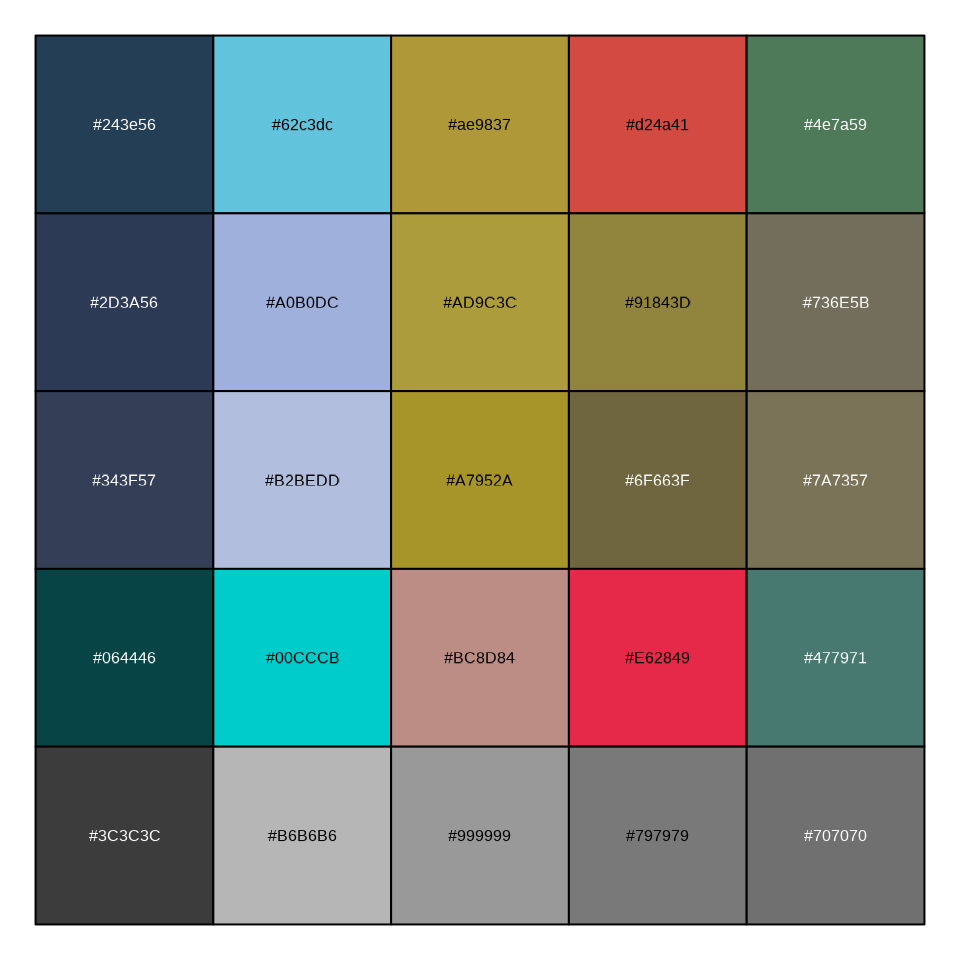 #243e56 #62c3dc #ae9837 #d24a41 #4e7a59
#2D3A56 #A0B0DC #AD9C3C #91843D #736E5B
#343F57 #B2BEDD #A7952A #6F663F #7A7357
#064446 #00CCCB #BC8D84 #E62849 #477971
#3C3C3C #B6B6B6 #999999 #797979 #707070